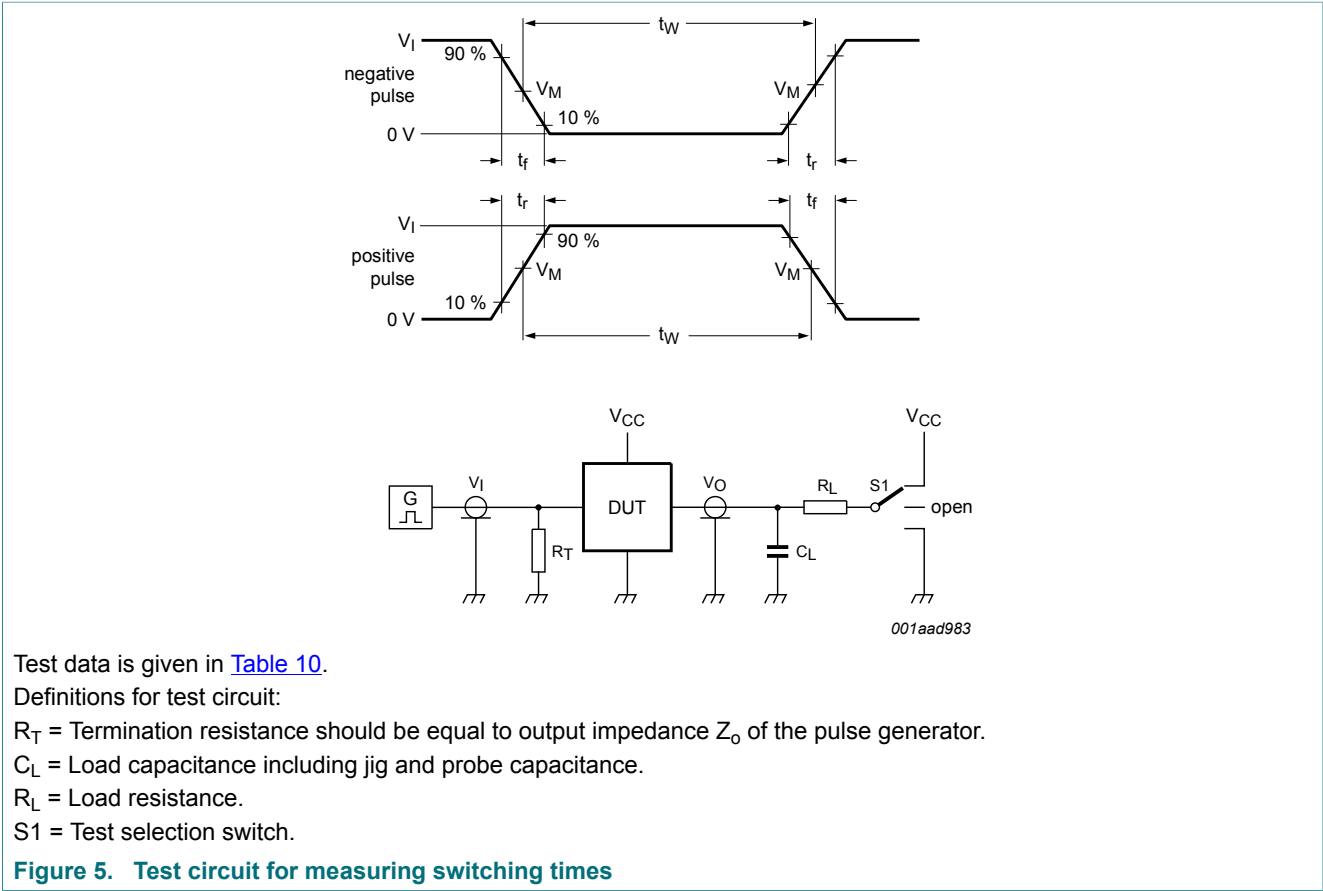 tW
VI
90 %
negative
pulse
VM
VM
10 %
0 V
tf
tr
tr
tf
VI
90 %
positive
pulse
VM
VM
10 %
0 V
tW
VCC
VCC
G
VI
DUT
VO
RL
S1
open
RT
CL
001aad983
Test data is given in Table 10.
Definitions for test circuit:
RT = Termination resistance should be equal to output impedance Zo of the pulse generator.
CL = Load capacitance including jig and probe capacitance.
RL = Load resistance.
S1 = Test selection switch.
Figure 5. Test circuit for measuring switching times